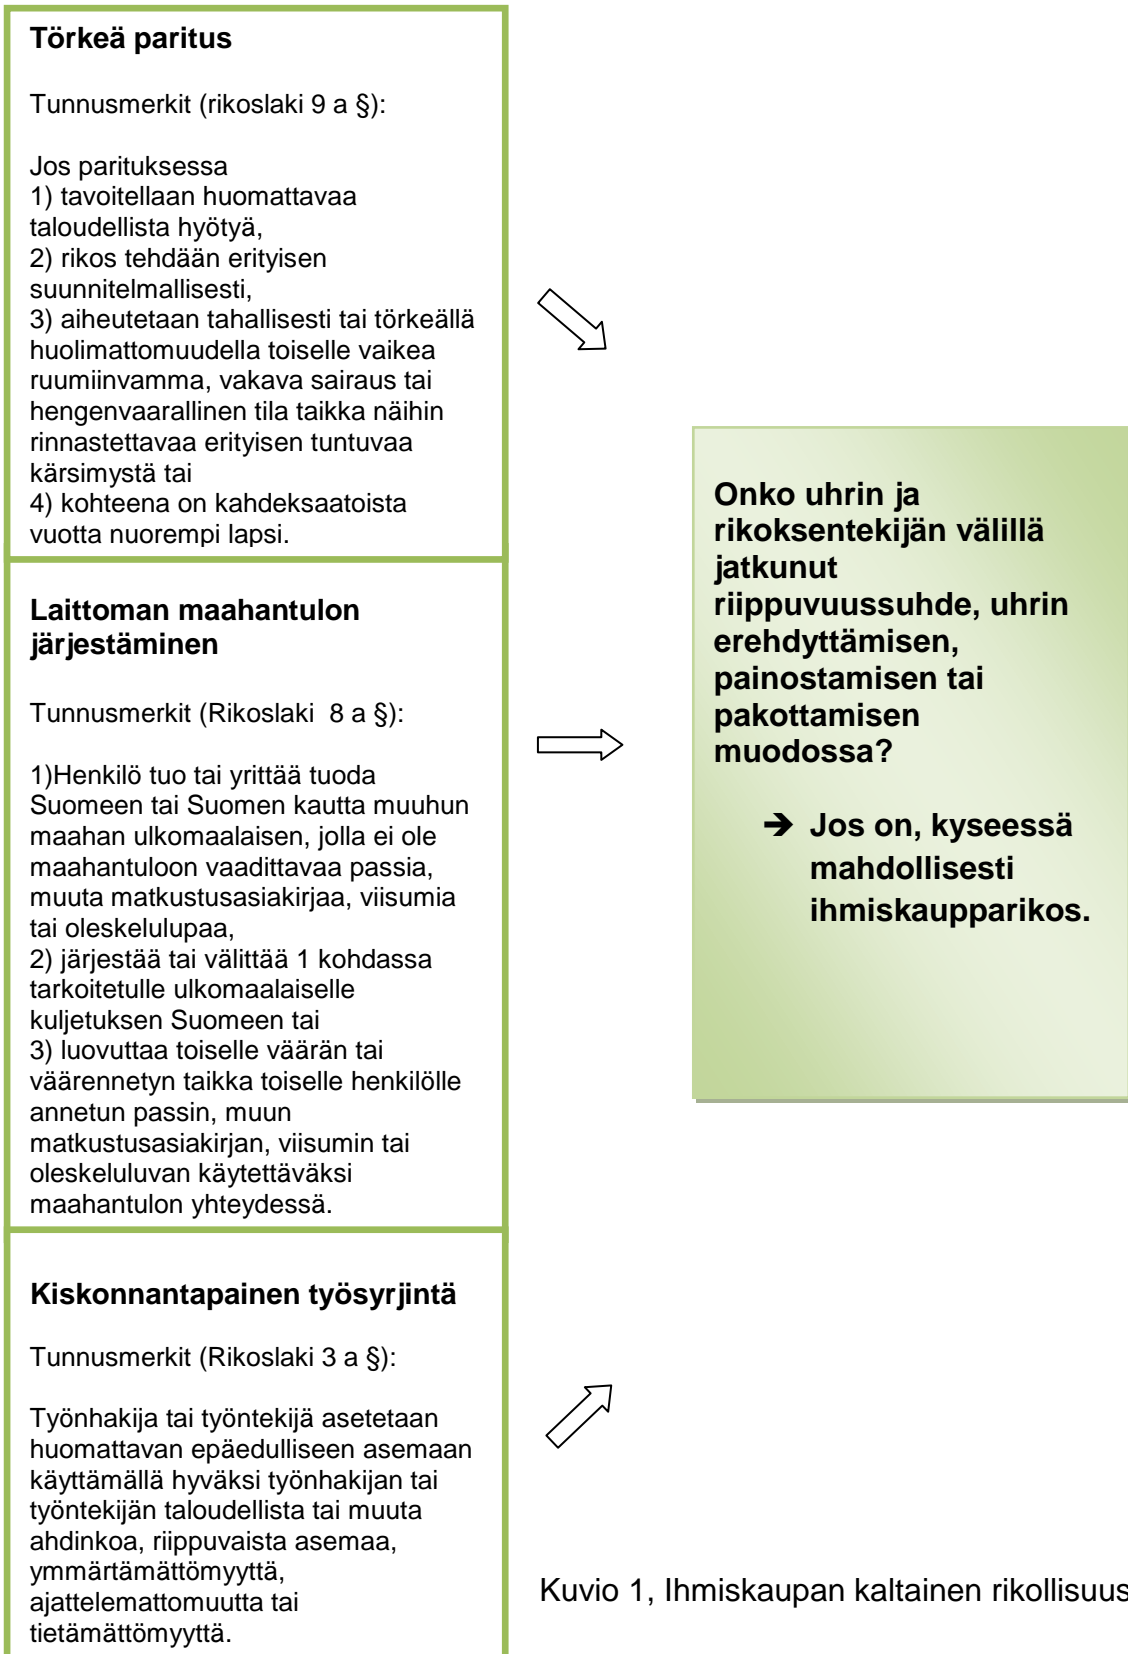 Törkeä paritus
Tunnusmerkit (rikoslaki 9 a §):
Jos parituksessa
1) tavoitellaan huomattavaa
taloudellista hyötyä,
2) rikos tehdään erityisen
suunnitelmallisesti,
3) aiheutetaan tahallisesti tai törkeällä
huolimattomuudella toiselle vaikea
ruumiinvamma, vakava sairaus tai
hengenvaarallinen tila taikka näihin
rinnastettavaa erityisen tuntuvaa
kärsimystä tai
4) kohteena on kahdeksaatoista
vuotta nuorempi lapsi.
Laittoman maahantulon
järjestäminen
Tunnusmerkit (Rikoslaki  8 a §):
1)Henkilö tuo tai yrittää tuoda
Suomeen tai Suomen kautta muuhun
maahan ulkomaalaisen, jolla ei ole
maahantuloon vaadittavaa passia,
muuta matkustusasiakirjaa, viisumia
tai oleskelulupaa,
2) järjestää tai välittää 1 kohdassa
tarkoitetulle ulkomaalaiselle
kuljetuksen Suomeen tai
3) luovuttaa toiselle väärän tai
väärennetyn taikka toiselle henkilölle
annetun passin, muun
matkustusasiakirjan, viisumin tai
oleskeluluvan käytettäväksi
maahantulon yhteydessä.
Kiskonnantapainen työsyrjintä
Tunnusmerkit (Rikoslaki 3 a §):
Työnhakija tai työntekijä asetetaan
huomattavan epäedulliseen asemaan
käyttämällä hyväksi työnhakijan tai
työntekijän taloudellista tai muuta
ahdinkoa, riippuvaista asemaa,
ymmärtämättömyyttä,
ajattelemattomuutta tai
tietämättömyyttä.
Onko uhrin ja
rikoksentekijän välillä
jatkunut
riippuvuussuhde, uhrin
erehdyttämisen,
painostamisen tai
pakottamisen
muodossa?
➔ Jos on, kyseessä
mahdollisesti
ihmiskaupparikos.
Kuvio 1, Ihmiskaupan kaltainen rikollisuus